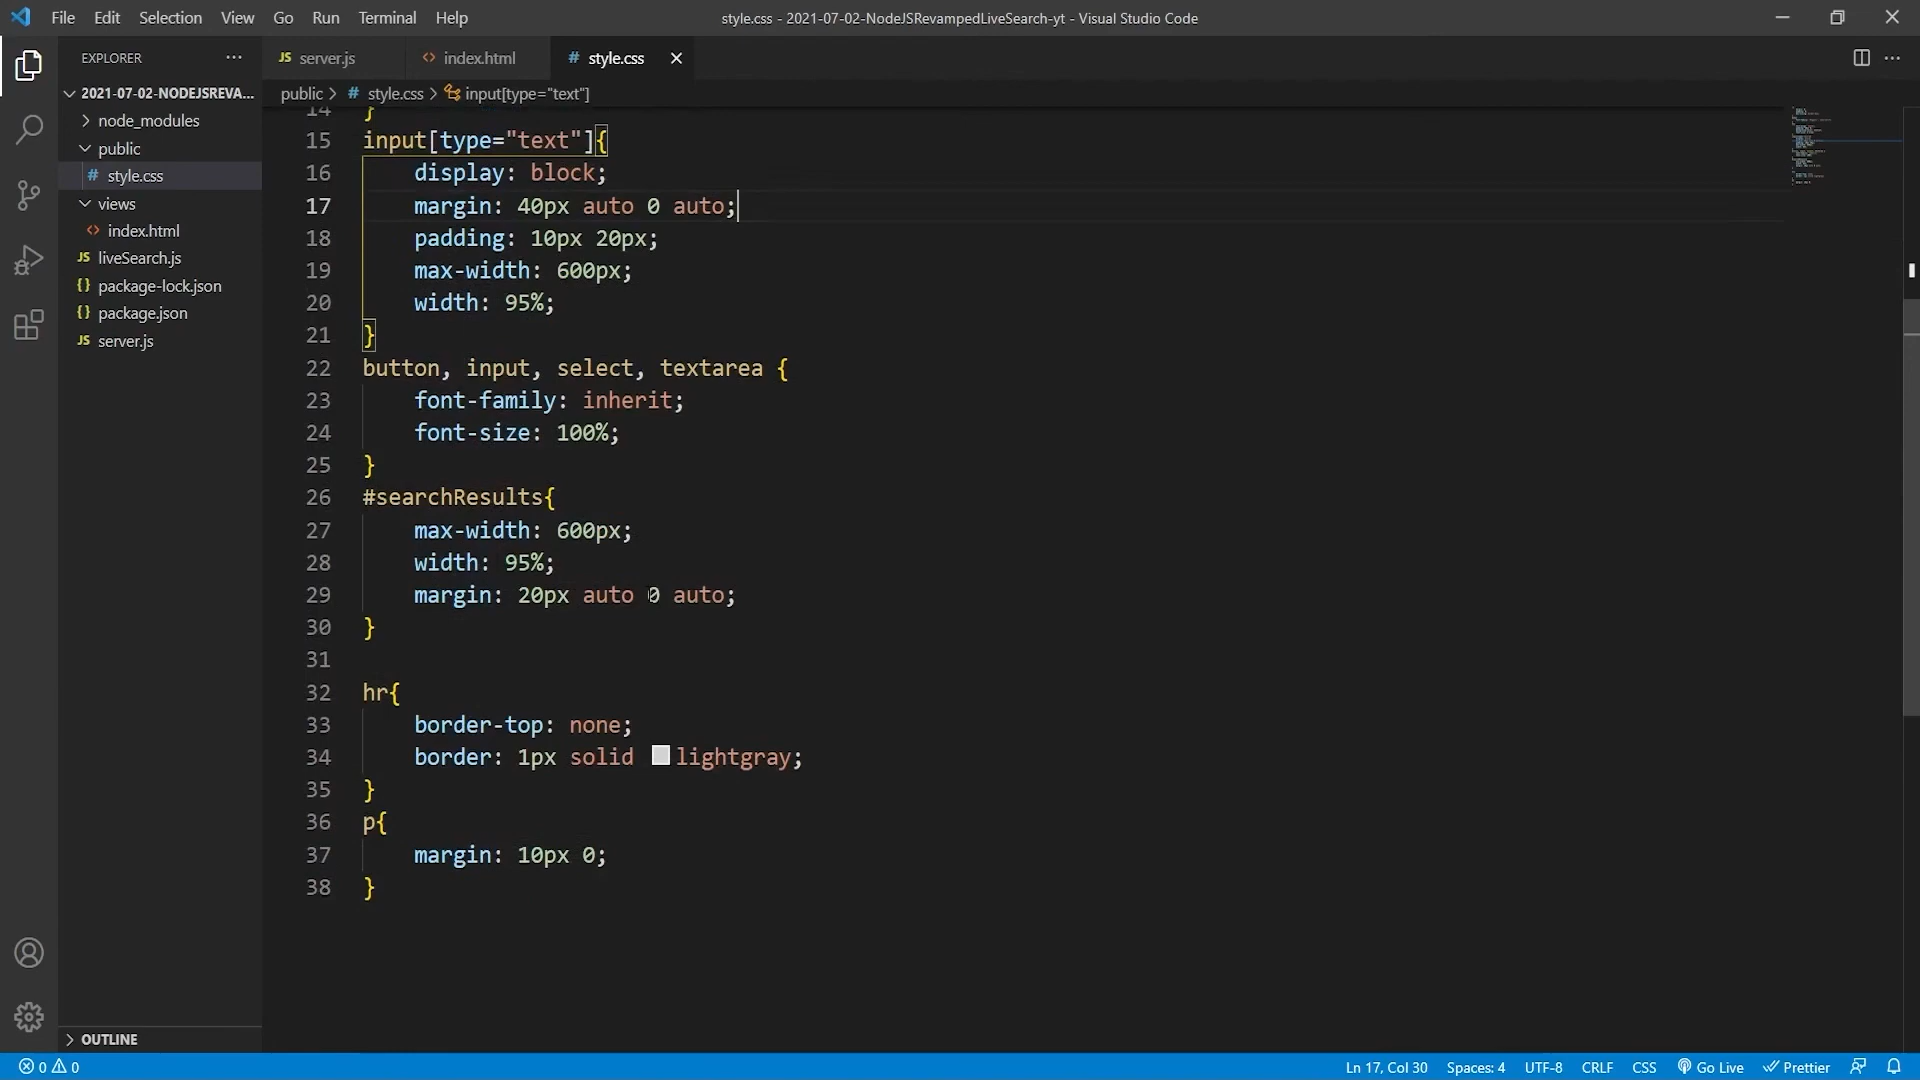 File Edit Selection View Go Run Terminal Help
style.css - 2021-07-02-NodeJSRevampedLiveSearch-yt - Visual Studio Code
EXPLORER
JS server.js
<> index.html
# style.css
2021-07-02-NODEJSREVA...
public > # style.css > input[type="text"]
node_modules
public
# style.css
views
<> index.html
JS liveSearch.js
{} package-lock.json
{} package.json
JS server.js
14 }
15 input[type="text"]{
16 display: block;
17 margin: 40px auto 0 auto;
18 padding: 10px 20px;
19 max-width: 600px;
20 width: 95%;
21 }
22 button, input, select, textarea {
23 font-family: inherit;
24 font-size: 100%;
25 }
26 #searchResults{
27 max-width: 600px;
28 width: 95%;
29 margin: 20px auto 0 auto;
30 }
31
32 hr{
33 border-top: none;
34 border: 1px solid lightgray;
35 }
36 p{
37 margin: 10px 0;
38 }
OUTLINE
0 0
Ln 17, Col 30 Spaces: 4 UTF-8 CRLF CSS Go Live Prettier